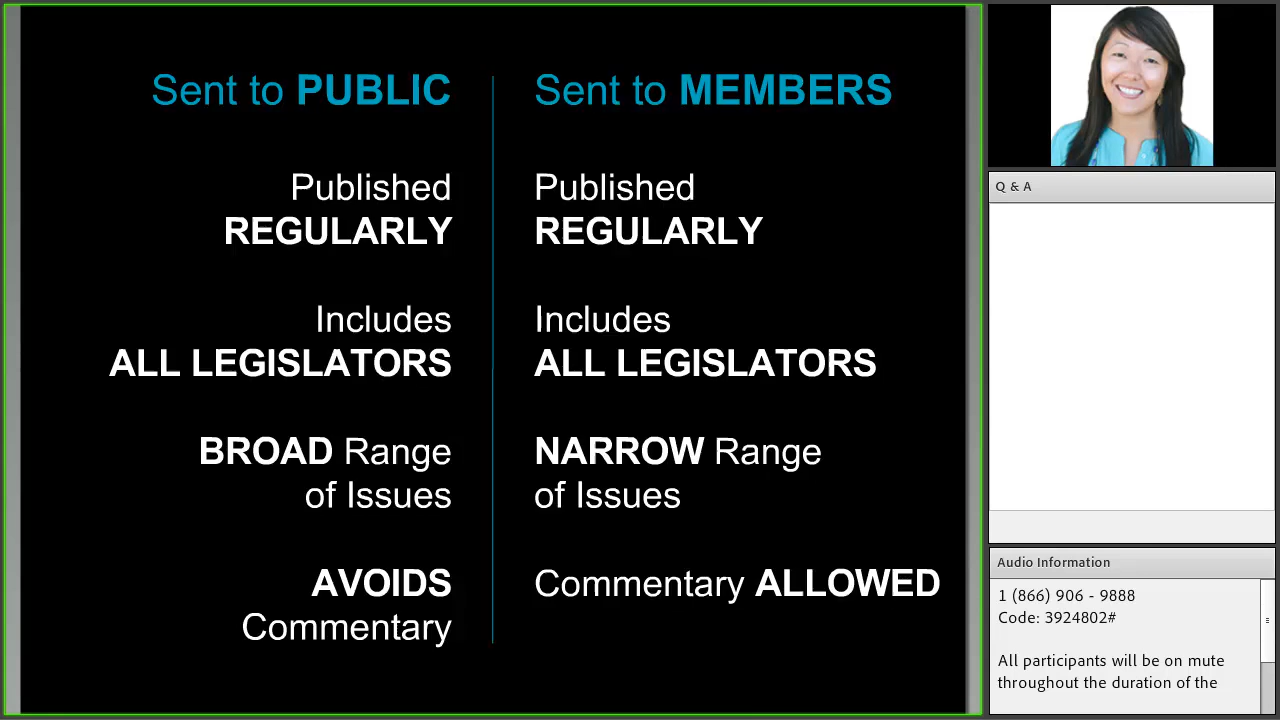 Sent to PUBLIC
Published
REGULARLY
Includes
ALL LEGISLATORS
BROAD Range
of Issues
AVOIDS
Commentary
Sent to MEMBERS
Published
REGULARLY
Includes
ALL LEGISLATORS
NARROW Range
of Issues
Commentary ALLOWED
Q & A
Audio Information
1 (866) 906 - 9888
Code: 3924802#
All participants will be on mute
throughout the duration of the